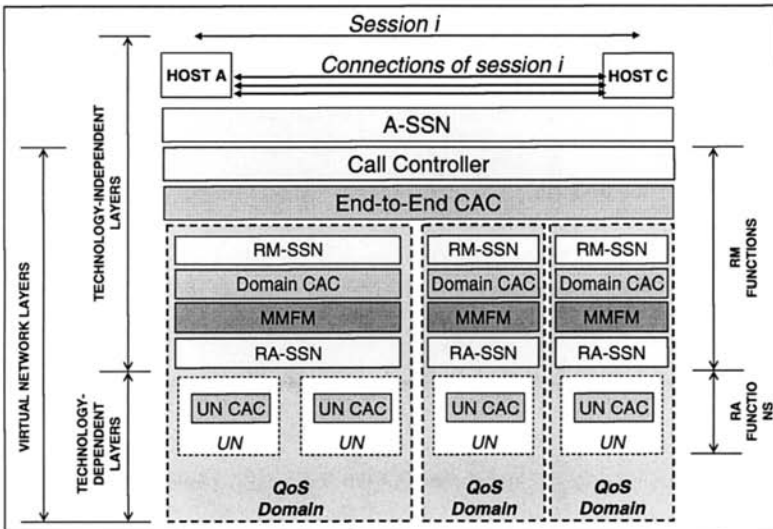 Session i
HOST A
Connections of session i
HOST C
A-SSN
Call Controller
End-to-End CAC
RM-SSN
RM-SSN
RM-SSN
Domain CAC
Domain CAC
Domain CAC
MMFM
MMFM
MMFM
RA-SSN
RA-SSN
RA-SSN
UN CAC
UN CAC
UN CAC
UN CAC
UN
UN
UN
UN
QoS
Domain
QoS
Domain
QoS
Domain
VIRTUAL NETWORK LAYERS
TECHNOLOGY-INDEPENDENT
LAYERS
TECHNOLOGY-
DEPENDENT
LAYERS
RM
FUNCTIONS
RA
FUNCTIO
NS